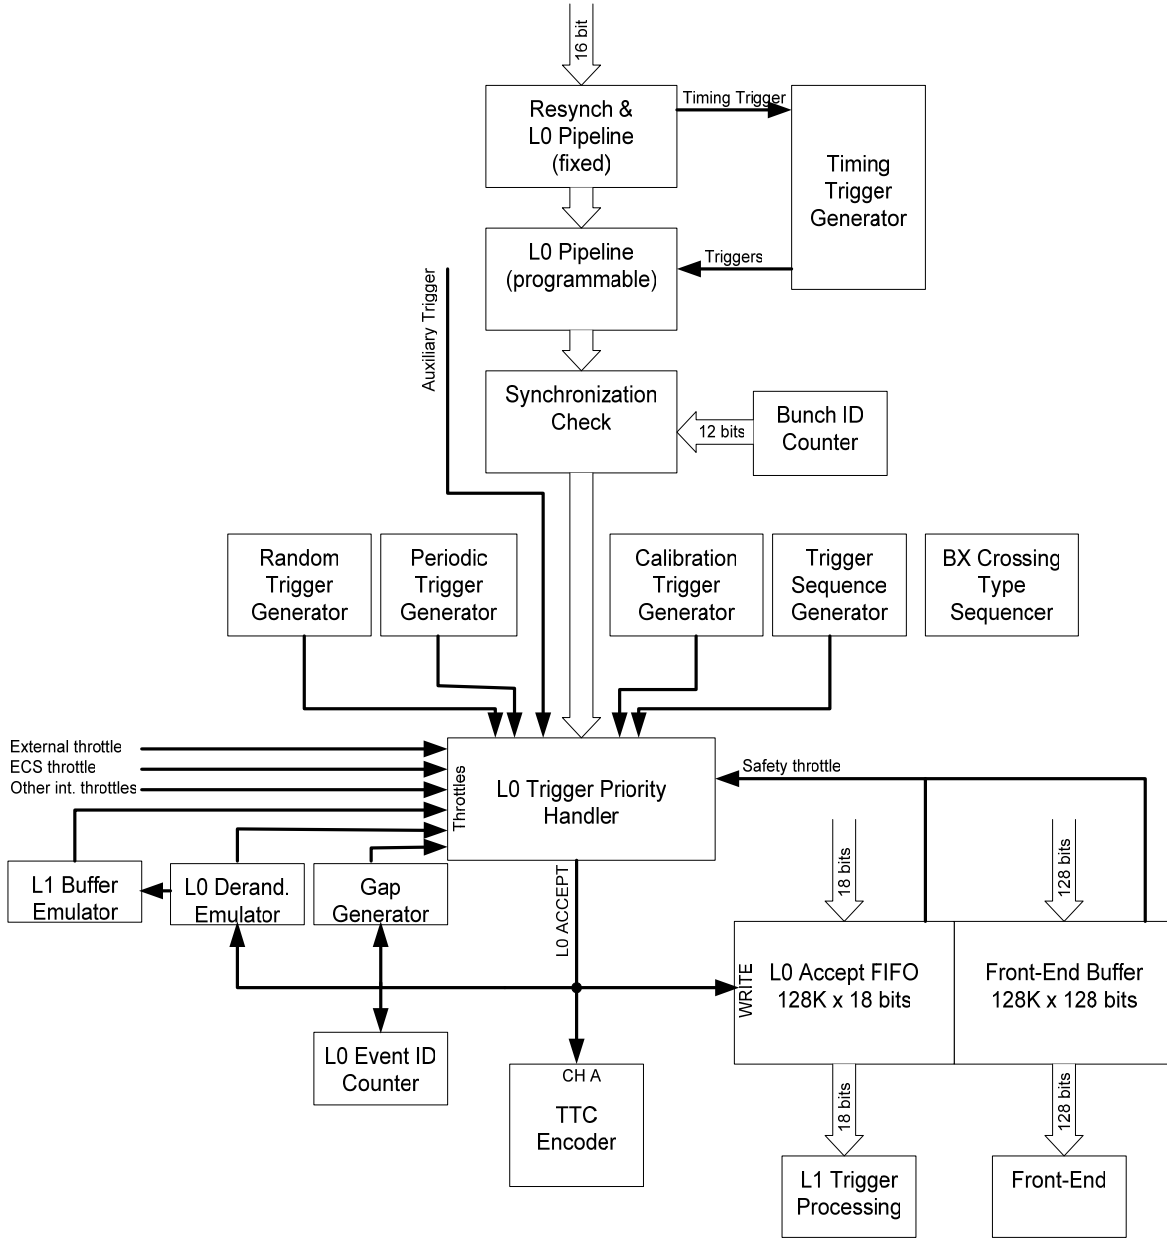 16 bit
Resynch &
L0 Pipeline
(fixed)
Timing Trigger
Timing
Trigger
Generator
L0 Pipeline
(programmable)
Triggers
Auxiliary Trigger
Synchronization
Check
12 bits
Bunch ID
Counter
Random
Trigger
Generator
Periodic
Trigger
Generator
Calibration
Trigger
Generator
Trigger
Sequence
Generator
BX Crossing
Type
Sequencer
External throttle
ECS throttle
Other int. throttles
Throttles
L0 Trigger Priority
Handler
Safety throttle
L1 Buffer
Emulator
L0 Derand.
Emulator
Gap
Generator
L0 ACCEPT
18 bits
128 bits
WRITE
L0 Accept FIFO
128K x 18 bits
Front-End Buffer
128K x 128 bits
L0 Event ID
Counter
CH A
TTC
Encoder
18 bits
128 bits
L1 Trigger
Processing
Front-End